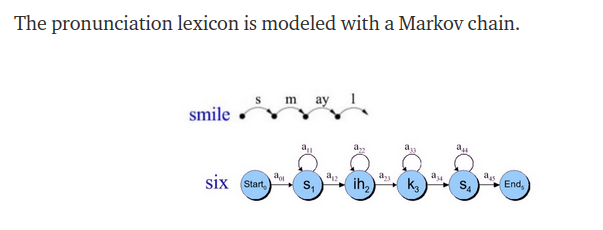 The pronunciation lexicon is modeled with a Markov chain.
s m ay l
smile
a11 a22 a33 a44
six Start0 a01 S1 a12 ih2 a23 k3 a34 S4 a45 End5